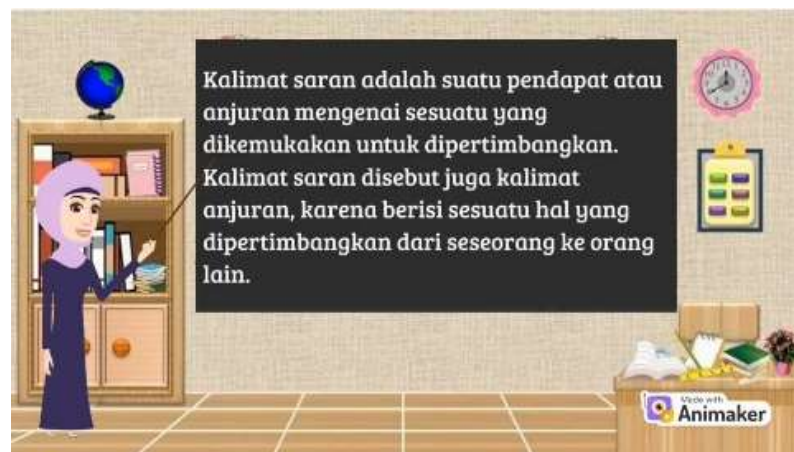 Kalimat saran adalah suatu pendapat atau
anjuran mengenai sesuatu yang
dikemukakan untuk dipertimbangkan.
Kalimat saran disebut juga kalimat
anjuran, karena berisi sesuatu hal yang
dipertimbangkan dari seseorang ke orang
lain.
Made with
Animaker